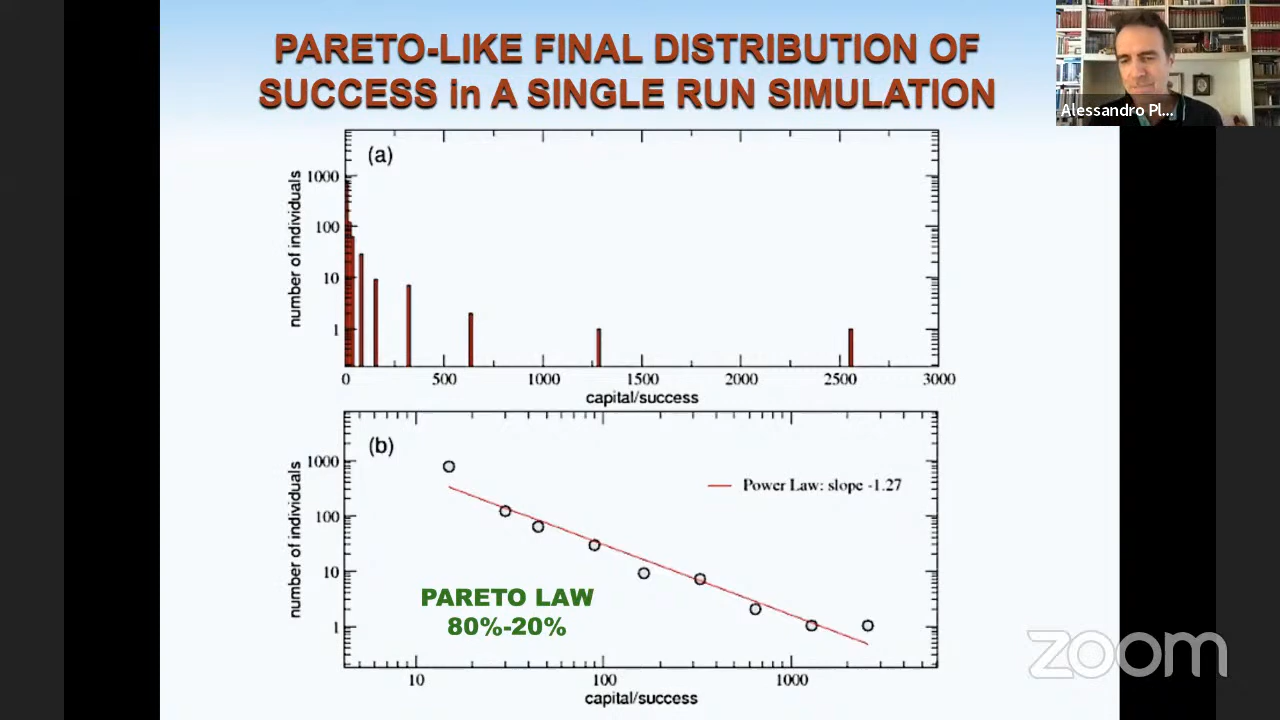 PARETO-LIKE FINAL DISTRIBUTION OF
SUCCESS in A SINGLE RUN SIMULATION
Alessandro Pl...
(a)
number of individuals
1000
100
10
1
0 500 1000 1500 2000 2500 3000
capital/success
(b)
number of individuals
1000
100
10
1
Power Law: slope -1.27
PARETO LAW
80%-20%
10 100 1000
capital/success
zoom